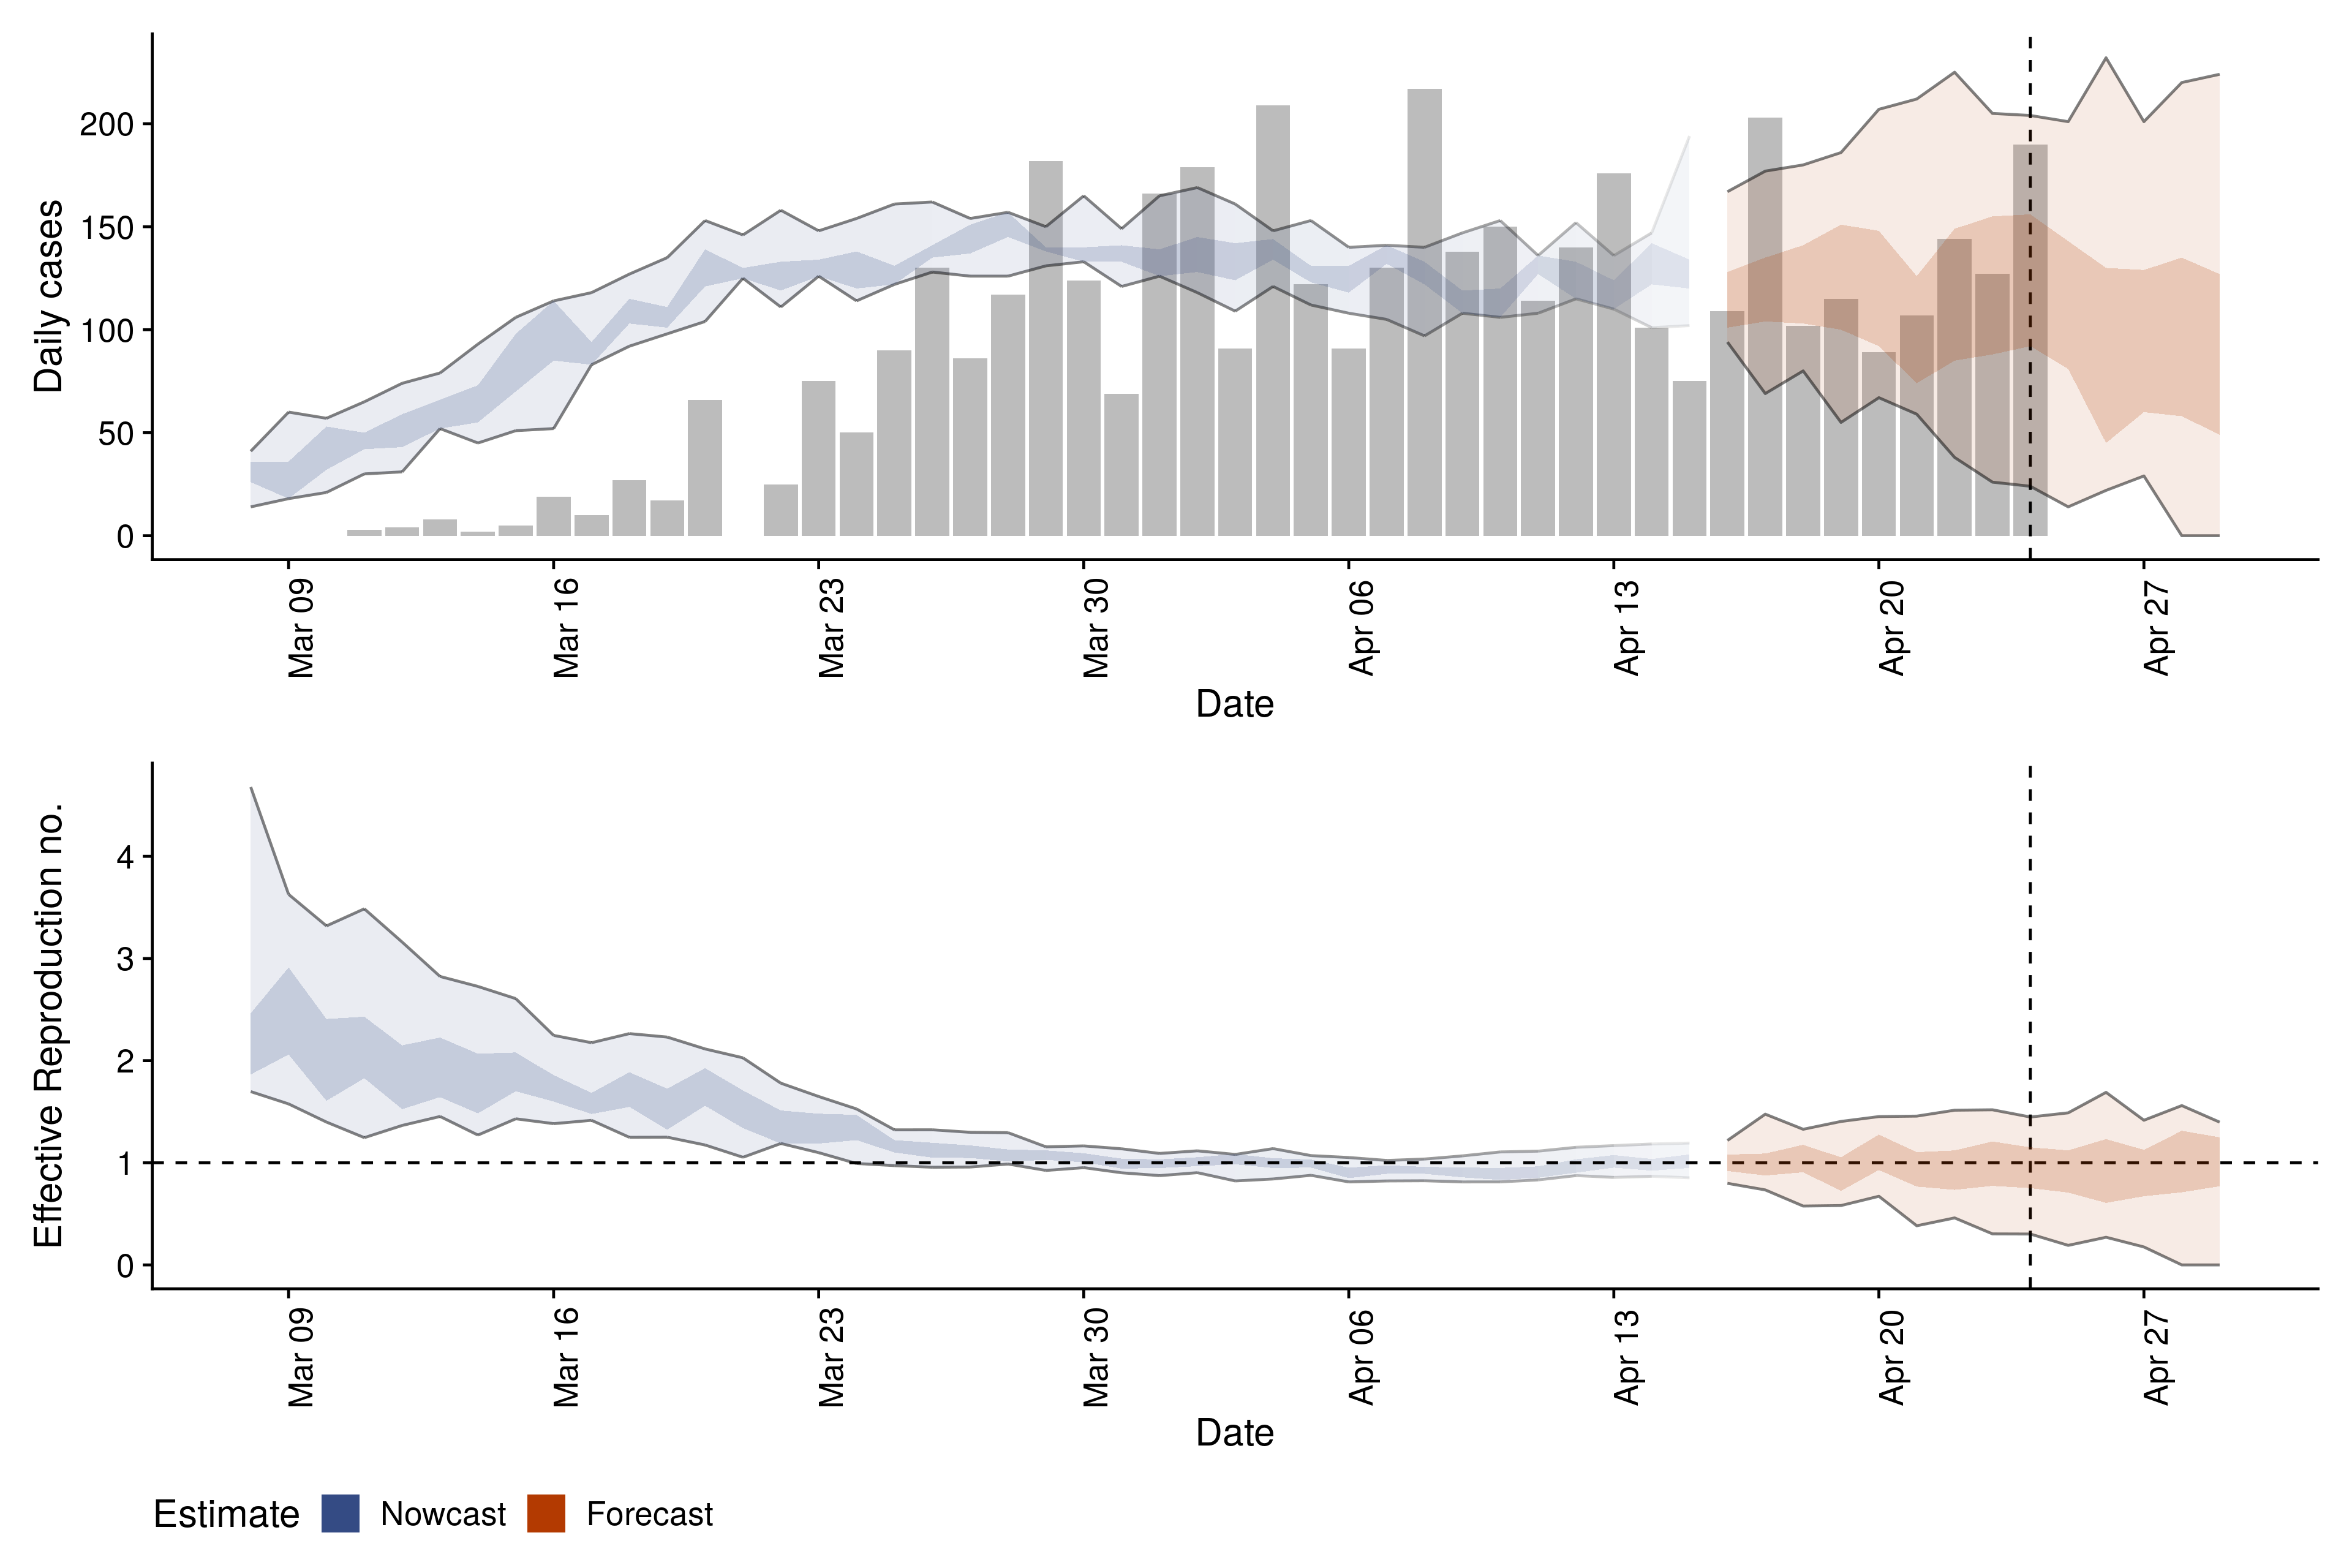 Daily cases
200
150
100
50
0
Mar 09
Mar 16
Mar 23
Mar 30
Apr 06
Apr 13
Apr 20
Apr 27
Date
Effective Reproduction no.
4
3
2
1
0
Mar 09
Mar 16
Mar 23
Mar 30
Apr 06
Apr 13
Apr 20
Apr 27
Date
Estimate Nowcast Forecast